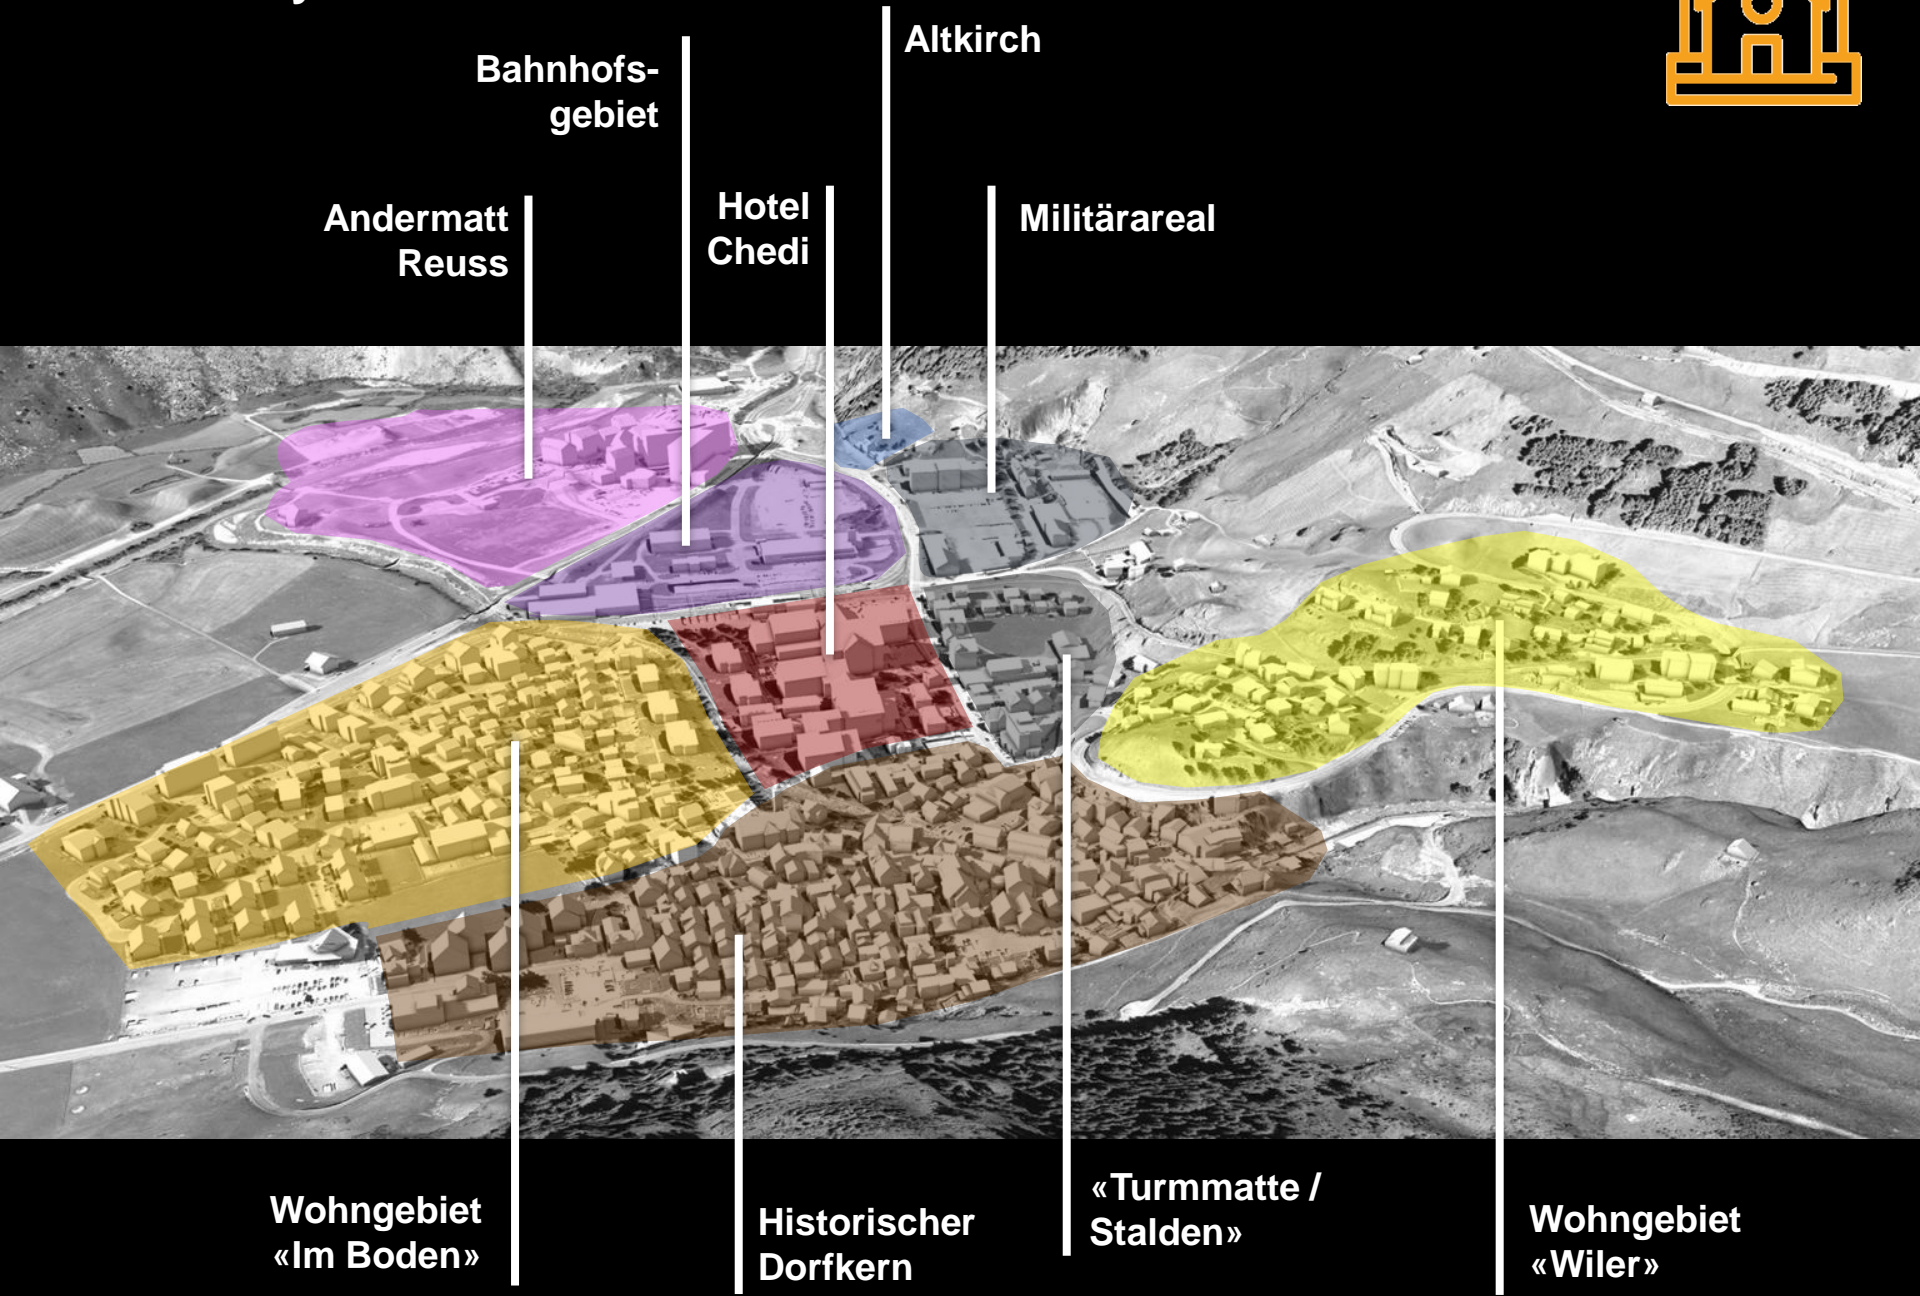 Altkirch
Bahnhofs-
gebiet
Andermatt
Reuss
Hotel
Chedi
Militärareal
Wohngebiet
«Im Boden»
Historischer
Dorfkern
«Turmmatte /
Stalden»
Wohngebiet
«Wiler»